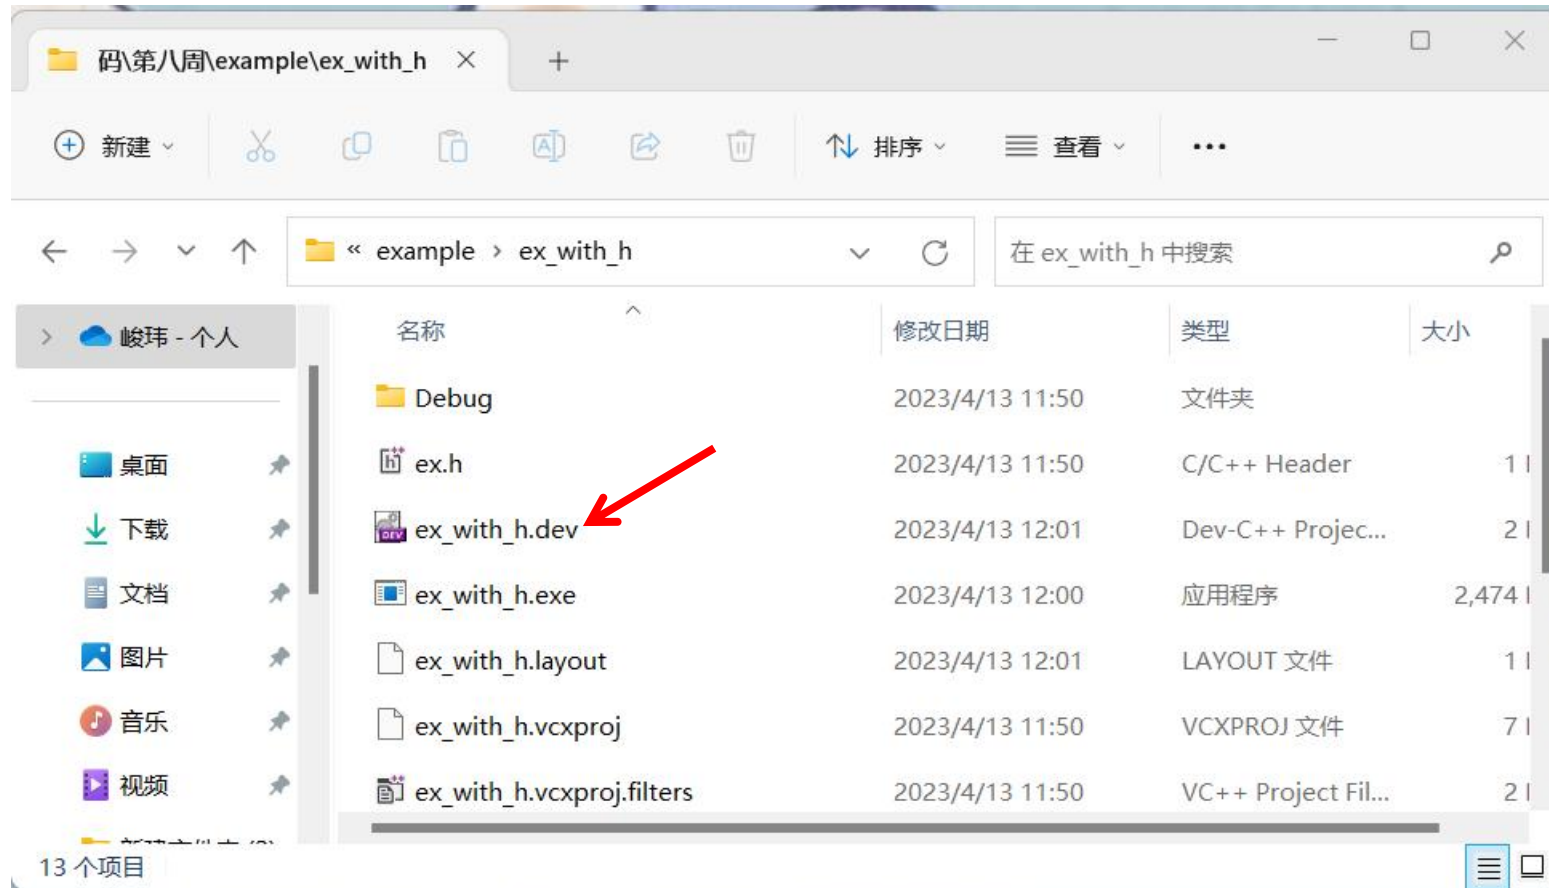 码\第八周\example\ex_with_h
新建
排序
查看
« example › ex_with_h
在 ex_with_h 中搜索
峻玮 - 个人
名称 修改日期 类型 大小
Debug 2023/4/13 11:50 文件夹
桌面
ex.h 2023/4/13 11:50 C/C++ Header 1
下载
ex_with_h.dev 2023/4/13 12:01 Dev-C++ Projec... 2
文档
ex_with_h.exe 2023/4/13 12:00 应用程序 2,474
图片
ex_with_h.layout 2023/4/13 12:01 LAYOUT 文件 1
音乐
ex_with_h.vcxproj 2023/4/13 11:50 VCXPROJ 文件 7
视频
ex_with_h.vcxproj.filters 2023/4/13 11:50 VC++ Project Fil... 2
13 个项目